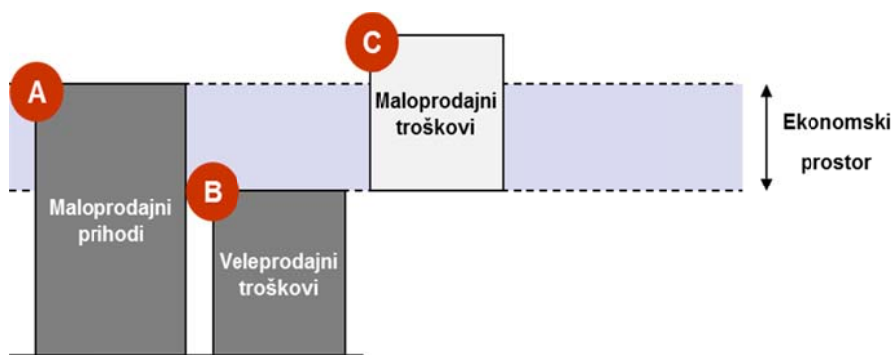 A
Maloprodajni
prihodi
B
Veleprodajni
troškovi
C
Maloprodajni
troškovi
Ekonomski
prostor